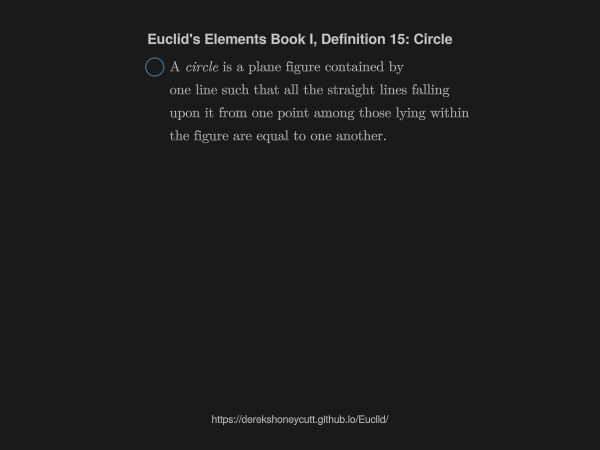 Euclid's Elements Book I, Definition 15: Circle
A circle is a plane figure contained by
one line such that all the straight lines falling
upon it from one point among those lying within
the figure are equal to one another.
https://derekshoneycutt.github.io/Euclid/